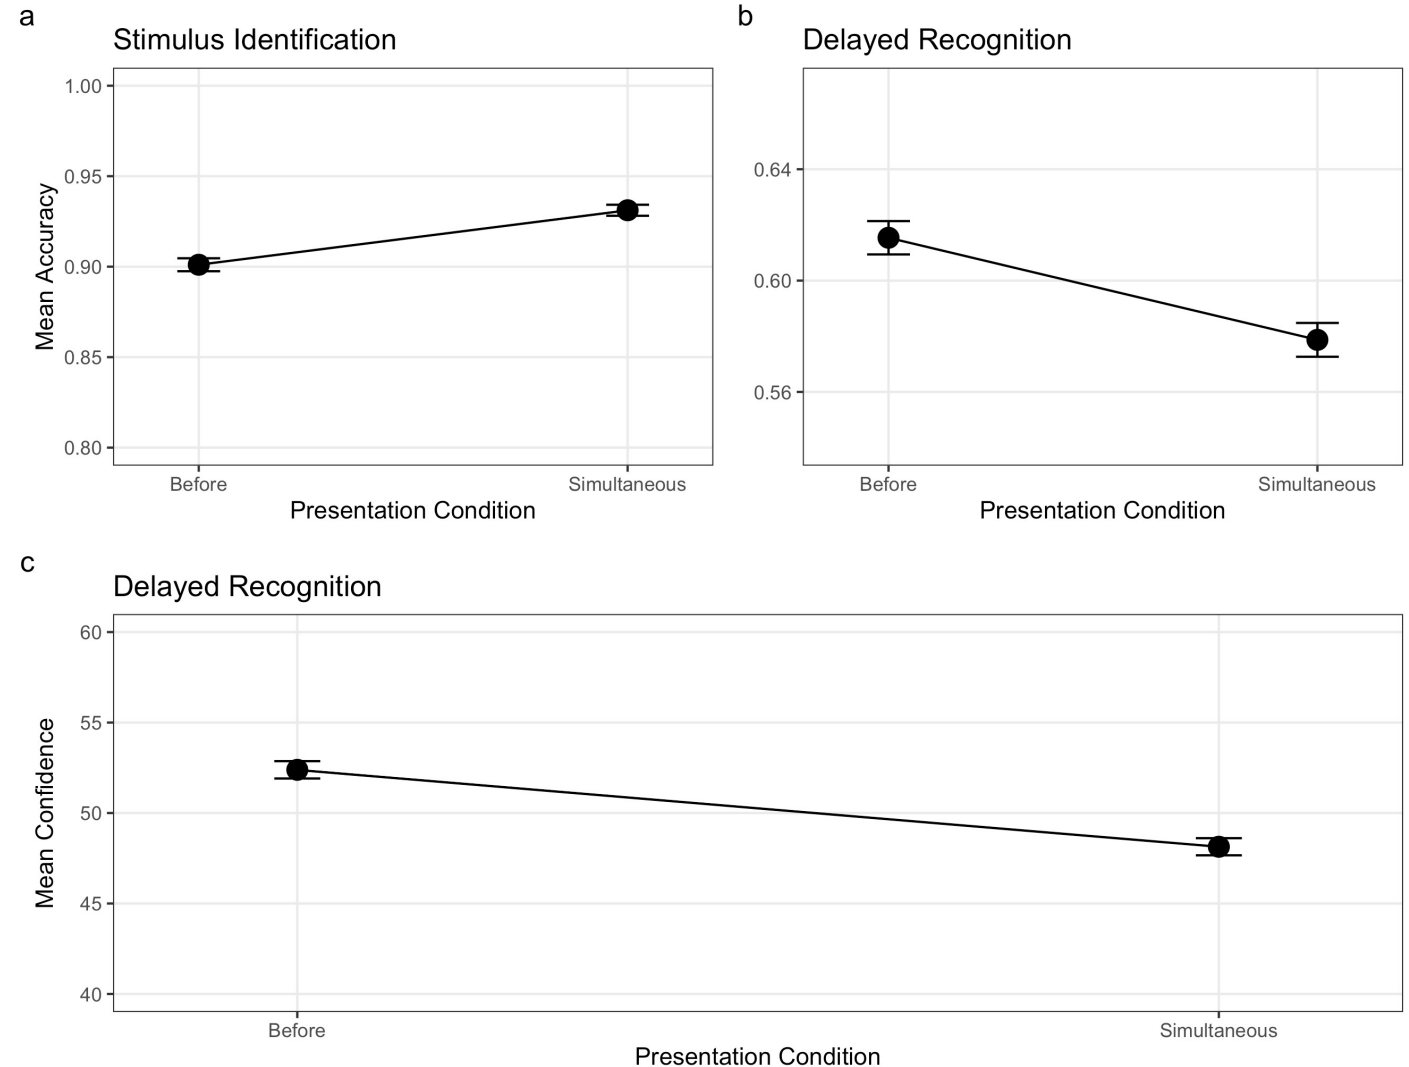 a
Stimulus Identification
Mean Accuracy
1.00
0.95
0.90
0.85
0.80
Before Simultaneous
Presentation Condition
b
Delayed Recognition
0.64
0.60
0.56
Before Simultaneous
Presentation Condition
c
Delayed Recognition
Mean Confidence
60
55
50
45
40
Before Simultaneous
Presentation Condition